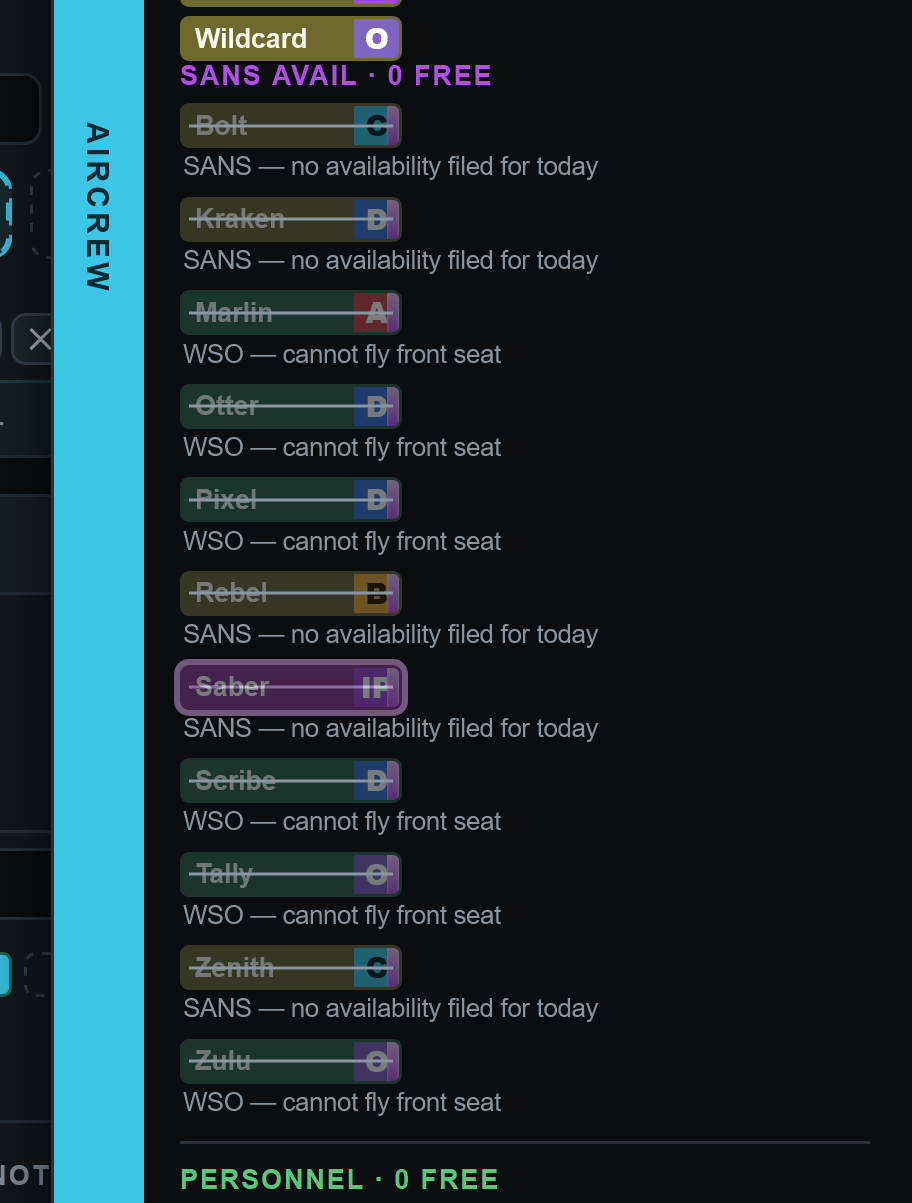 Wildcard O
SANS AVAIL · 0 FREE
AIRCREW
Bolt C
SANS — no availability filed for today
Kraken D
SANS — no availability filed for today
Marlin A
WSO — cannot fly front seat
Otter D
WSO — cannot fly front seat
Pixel D
WSO — cannot fly front seat
Rebel B
SANS — no availability filed for today
Saber IP
SANS — no availability filed for today
Scribe D
WSO — cannot fly front seat
Tally O
WSO — cannot fly front seat
Zenith C
SANS — no availability filed for today
Zulu O
WSO — cannot fly front seat
NOT
PERSONNEL · 0 FREE